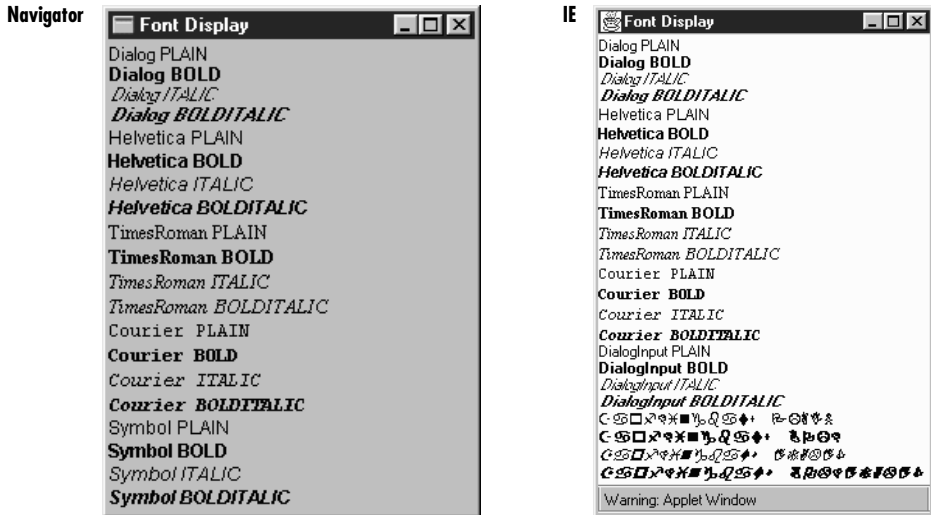 Navigator
Font Display
Dialog PLAIN
Dialog BOLD
Dialog ITALIC
Dialog BOLDITALIC
Helvetica PLAIN
Helvetica BOLD
Helvetica ITALIC
Helvetica BOLDITALIC
TimesRoman PLAIN
TimesRoman BOLD
TimesRoman ITALIC
TimesRoman BOLDITALIC
Courier PLAIN
Courier BOLD
Courier ITALIC
Courier BOLDITALIC
Symbol PLAIN
Symbol BOLD
Symbol ITALIC
Symbol BOLDITALIC
IE
Font Display
Dialog PLAIN
Dialog BOLD
Dialog ITALIC
Dialog BOLDITALIC
Helvetica PLAIN
Helvetica BOLD
Helvetica ITALIC
Helvetica BOLDITALIC
TimesRoman PLAIN
TimesRoman BOLD
TimesRoman ITALIC
TimesRoman BOLDITALIC
Courier PLAIN
Courier BOLD
Courier ITALIC
Courier BOLDITALIC
DialogInput PLAIN
DialogInput BOLD
DialogInput ITALIC
DialogInput BOLDITALIC
Warning: Applet Window